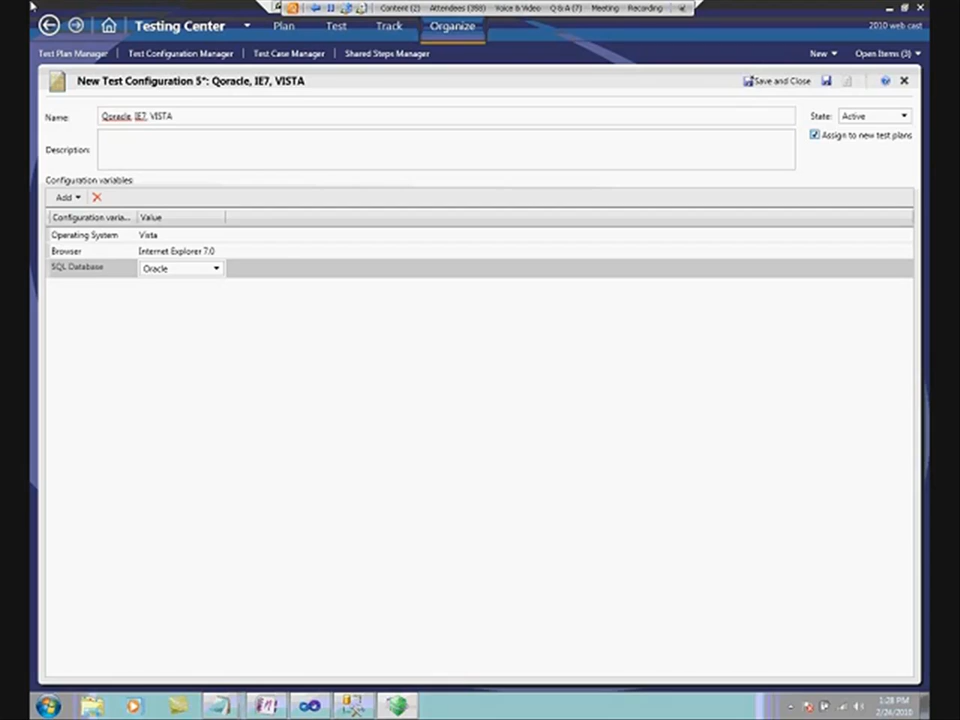 Content (2) Attendees (358) Voice & Video Q & A (7) Meeting Recording
Testing Center Plan Test Track Organize 2010 web cast
Test Plan Manager | Test Configuration Manager | Test Case Manager | Shared Steps Manager New Open Items (3)
New Test Configuration 5*: Qoracle, IE7, VISTA Save and Close
Name: Qoracle, IE7, VISTA State: Active
Assign to new test plans
Description:
Configuration variables:
Add
Configuration varia... Value
Operating System Vista
Browser Internet Explorer 7.0
SQL Database Oracle
1:28 PM
2/24/2010